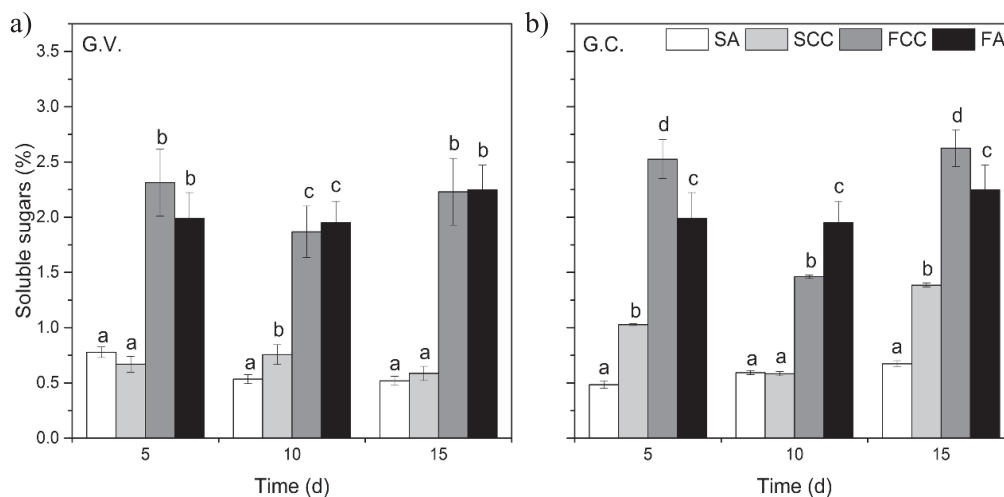 a)
G.V.
Soluble sugars (%)
3.5
3.0
2.5
2.0
1.5
1.0
0.5
0.0
a a b b
a b c c
a a b b
5 10 15
Time (d)
b)
G.C.
SA SCC FCC FA
a b d c
a a b c
a b d c
5 10 15
Time (d)